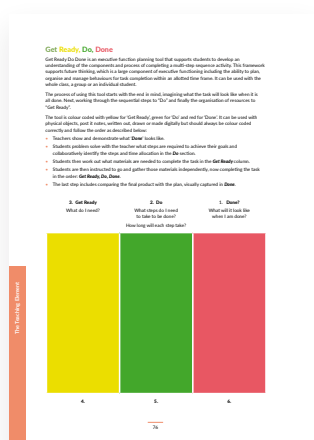 Get Ready, Do, Done
Get Ready Do Done is an executive function planning tool that supports students to develop an
understanding of the components and process of completing a multi-step sequence activity. This framework
supports future thinking, which is a large component of executive functioning including the ability to plan,
organise and manage behaviours for task completion within an allotted time frame. It can be used with the
whole class, a group or an individual student.
The process of using this tool starts with the end in mind, imagining what the task will look like when it is
all done. Next, working through the sequential steps to "Do" and finally the organisation of resources to
"Get Ready".
The tool is colour coded with yellow for 'Get Ready', green for 'Do' and red for 'Done'. It can be used with
physical objects, post it notes, written out, drawn or made digitally but should always be colour coded
correctly and follow the order as described below:
• Teachers show and demonstrate what 'Done' looks like.
• Students problem solve with the teacher what steps are required to achieve their goals and
collaboratively identify the steps and time allocation in the Do section.
• Students then work out what materials are needed to complete the task in the Get Ready column.
• Students are then instructed to go and gather those materials independently, now completing the task
in the order: Get Ready, Do, Done.
• The last step includes comparing the final product with the plan, visually captured in Done.
3. Get Ready
What do I need?
2. Do
What steps do I need
to take to be done?
How long will each step take?
1. Done?
What will it look like
when I am done?
4.
5.
6.
The Teaching Element
76